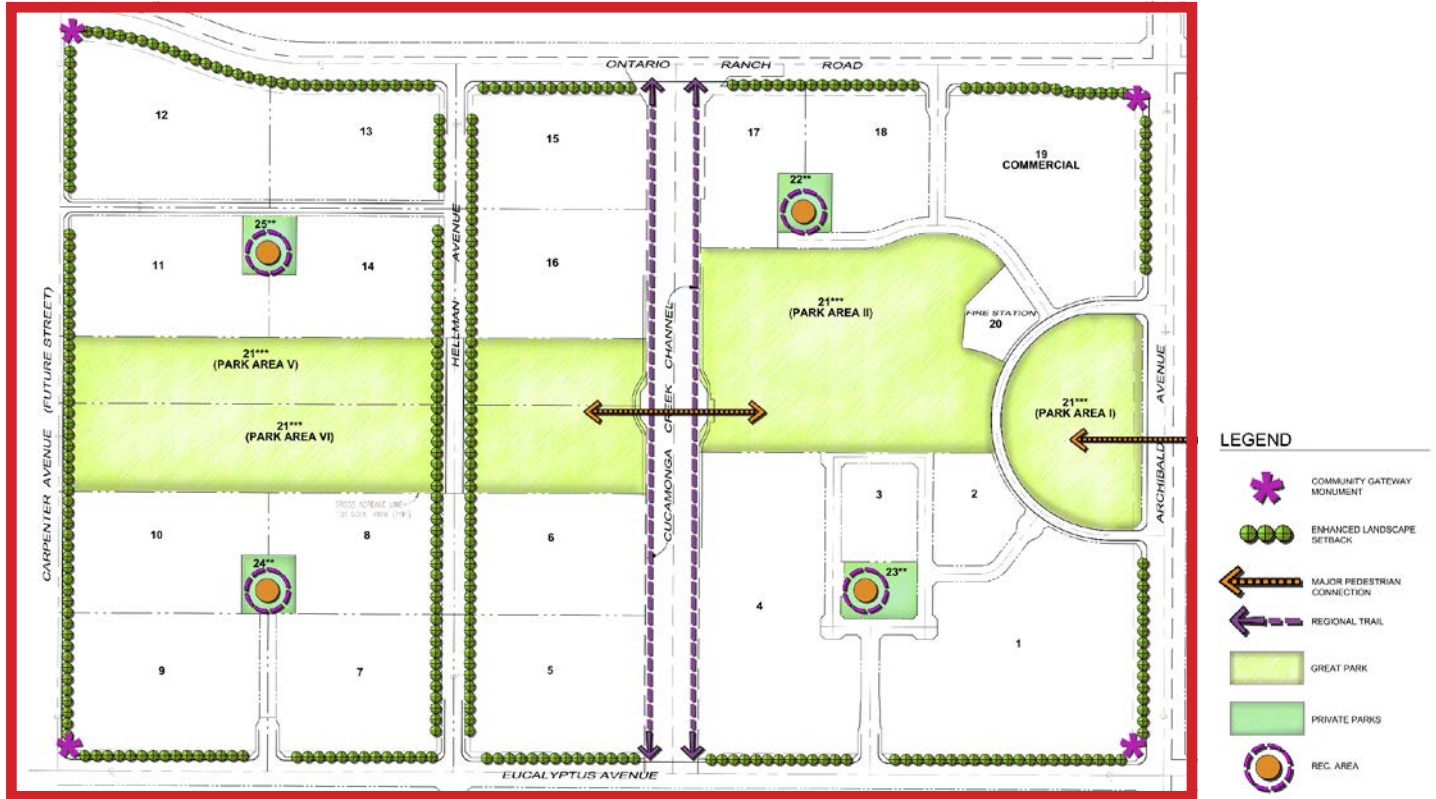 ONTARIO RANCH ROAD
12
13
15
17
18
19
COMMERCIAL
22**
25**
11
14
16
HELLMAN AVENUE
CARPENTER AVENUE (FUTURE STREET)
21***
(PARK AREA V)
21***
(PARK AREA VI)
CUCAMONGA CREEK CHANNEL
21***
(PARK AREA II)
FIRE STATION
20
21***
(PARK AREA I)
ARCHIBALD AVENUE
10
8
6
3
2
24**
23**
4
1
9
7
5
EUCALYPTUS AVENUE
LEGEND
COMMUNITY GATEWAY
MONUMENT
ENHANCED LANDSCAPE
SETBACK
MAJOR PEDESTRIAN
CONNECTION
REGIONAL TRAIL
GREAT PARK
PRIVATE PARKS
REC. AREA